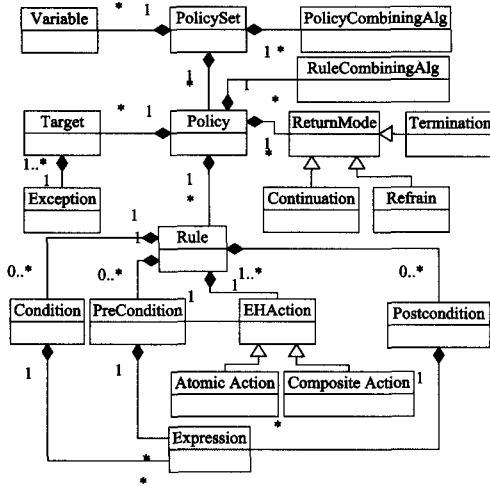 Variable
*
1
PolicySet
PolicyCombiningAlg
1
*
1
*
RuleCombiningAlg
1
*
Target
*
1
Policy
1
*
ReturnMode
Termination
1..*
1
Exception
1
*
Continuation
Refrain
1
1
Rule
0..*
0..*
1..*
1
0..*
Condition
PreCondition
1
EHAction
Postcondition
1
1
Atomic Action
Composite Action
1
*
Expression
*
*